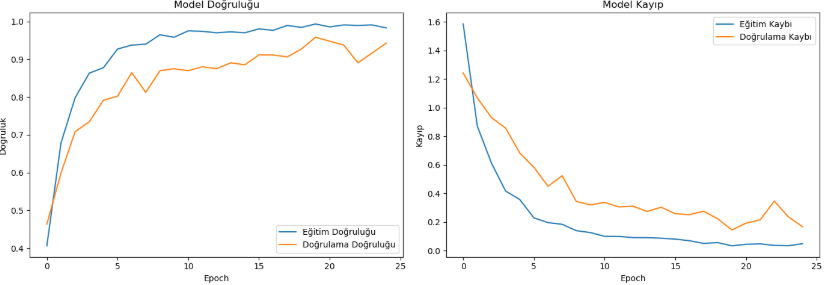 Model Doğruluğu
1.0
0.9
0.8
0.7
0.6
0.5
0.4
Doğruluk
0
5
10
15
20
25
Epoch
Eğitim Doğruluğu
Doğrulama Doğruluğu
Model Kayıp
1.6
1.4
1.2
1.0
0.8
0.6
0.4
0.2
0.0
Kayıp
0
5
10
15
20
25
Epoch
Eğitim Kaybı
Doğrulama Kaybı